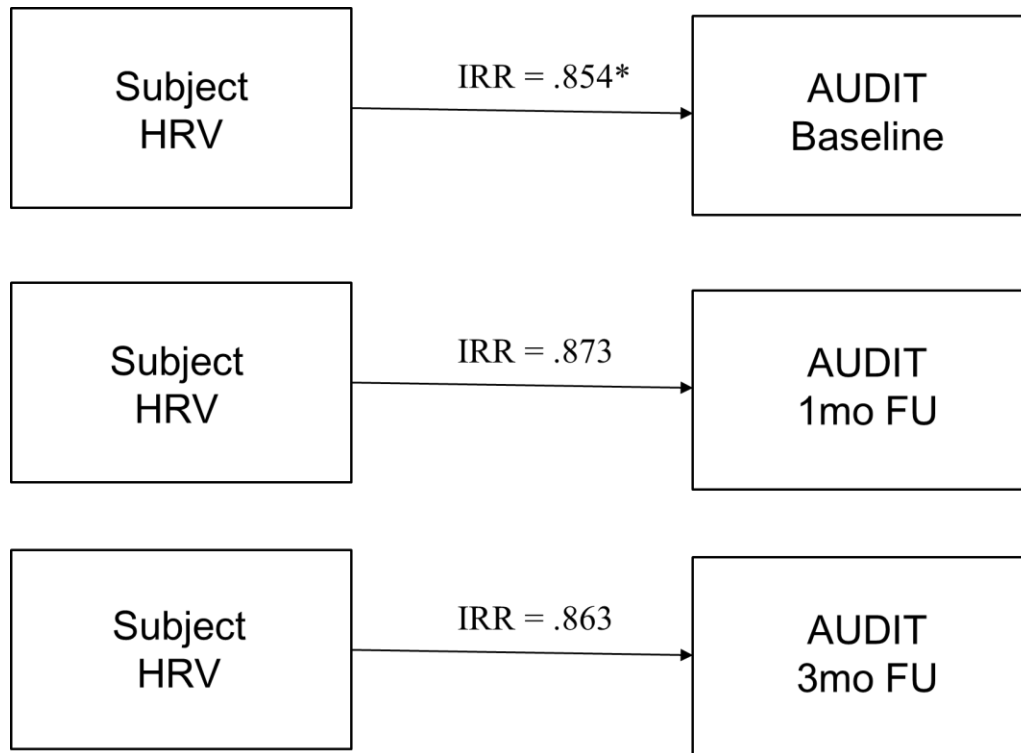 Subject
HRV
IRR = .854*
AUDIT
Baseline
Subject
HRV
IRR = .873
AUDIT
1mo FU
Subject
HRV
IRR = .863
AUDIT
3mo FU